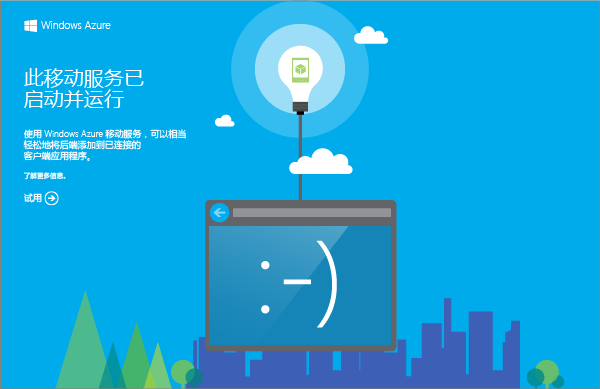 Windows Azure
此移动服务已
启动并运行
使用 Windows Azure 移动服务，可以相当
轻松地将后端添加到已连接的
客户端应用程序。
了解更多信息。
试用
:-)